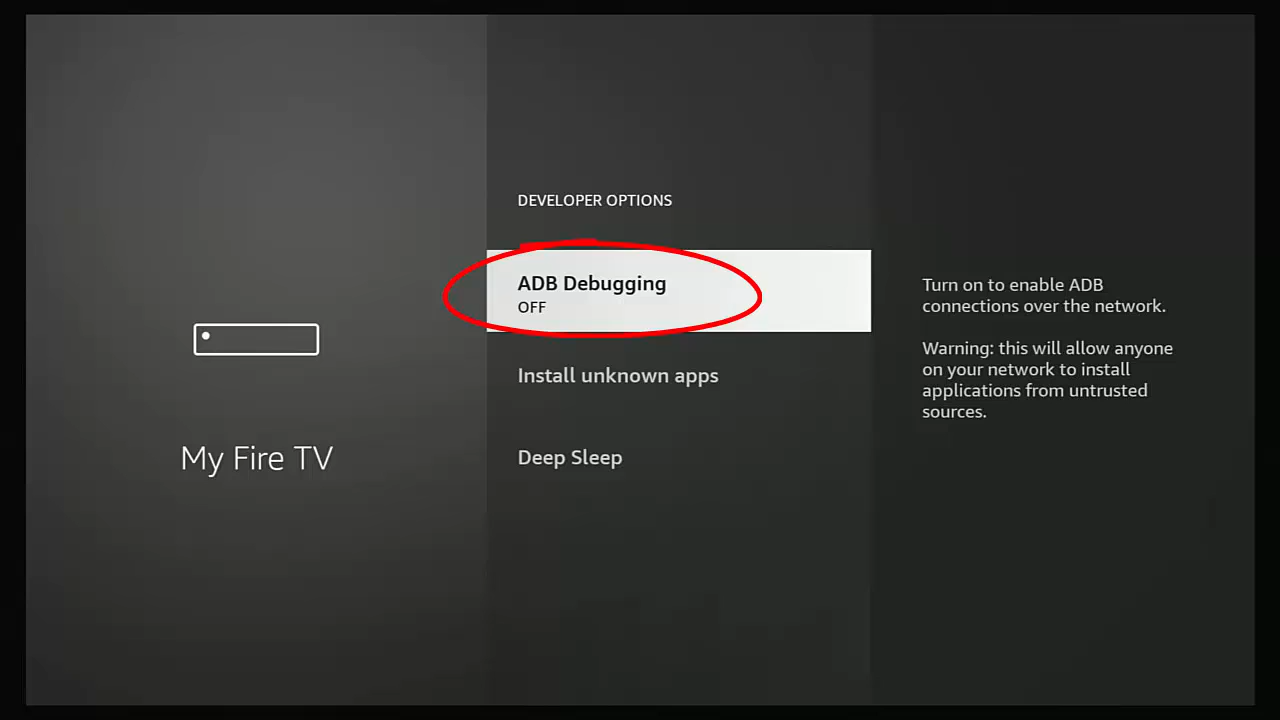 DEVELOPER OPTIONS
ADB Debugging
OFF
Install unknown apps
Deep Sleep
My Fire TV
Turn on to enable ADB
connections over the network.
Warning: this will allow anyone
on your network to install
applications from untrusted
sources.